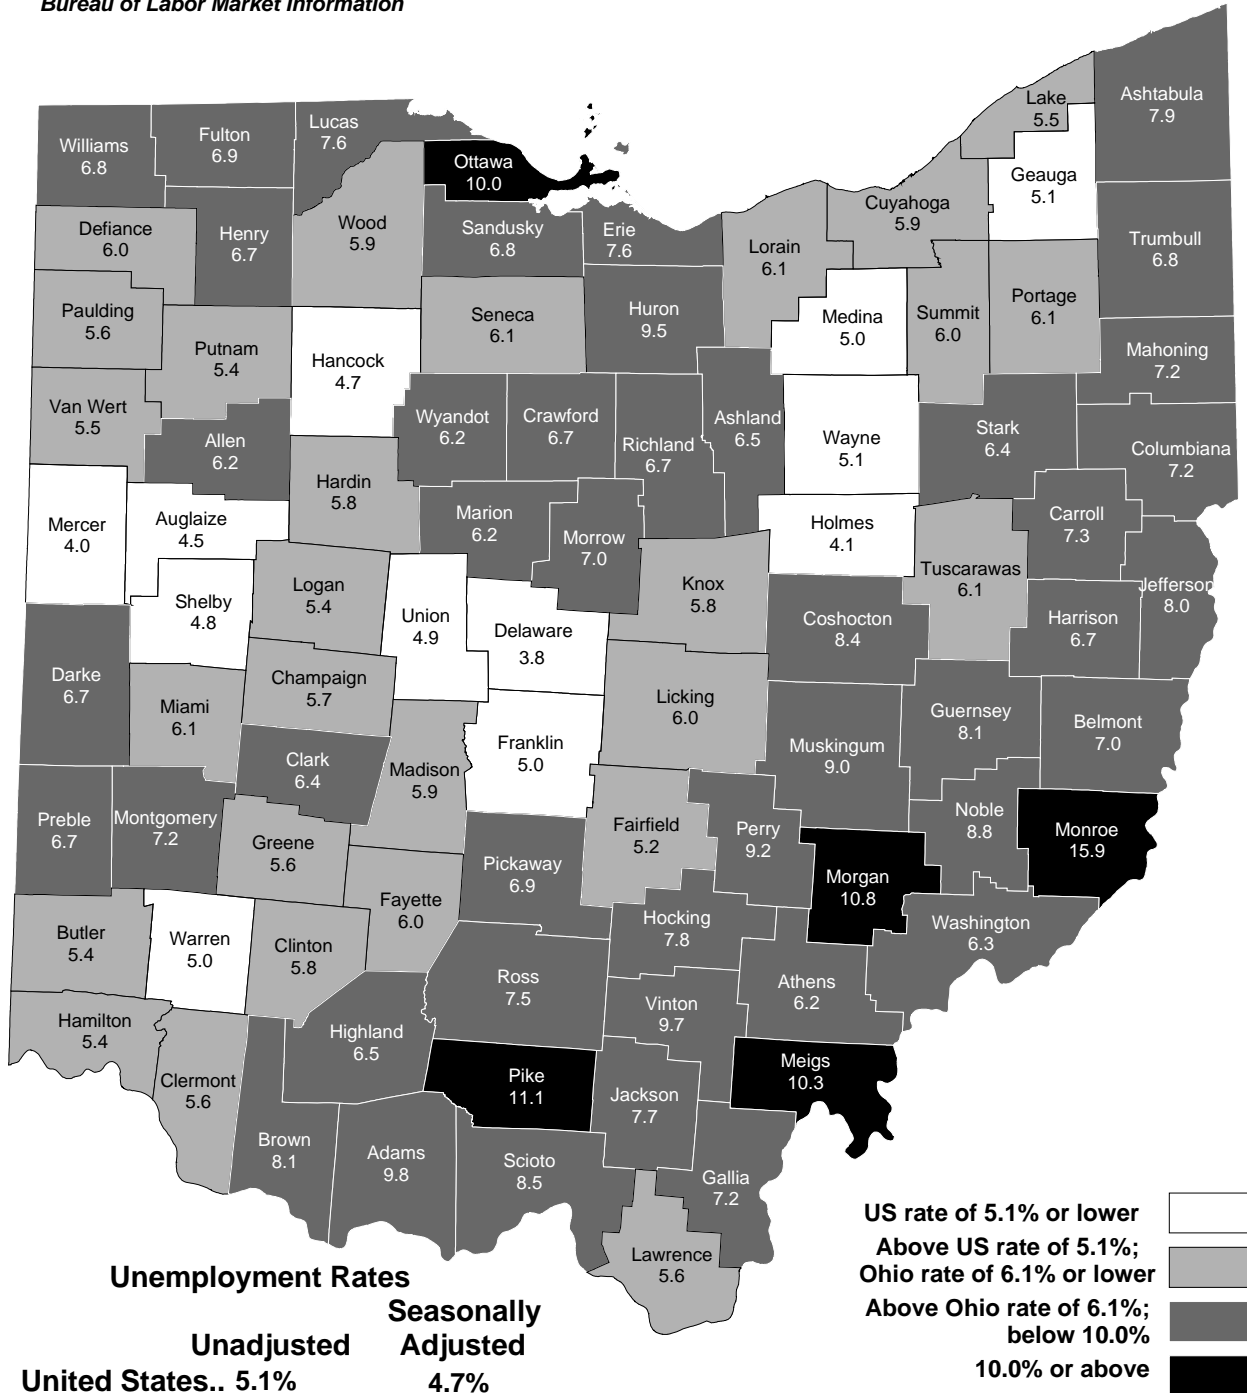 Bureau of Labor Market Information
Lake
5.5
Ashtabula
7.9
Lucas
7.6
Fulton
6.9
Williams
6.8
Ottawa
10.0
Geauga
5.1
Cuyahoga
5.9
Defiance
6.0
Henry
6.7
Wood
5.9
Sandusky
6.8
Erie
7.6
Lorain
6.1
Trumbull
6.8
Paulding
5.6
Putnam
5.4
Hancock
4.7
Seneca
6.1
Huron
9.5
Medina
5.0
Summit
6.0
Portage
6.1
Mahoning
7.2
Van Wert
5.5
Allen
6.2
Wyandot
6.2
Crawford
6.7
Richland
6.7
Ashland
6.5
Wayne
5.1
Stark
6.4
Columbiana
7.2
Mercer
4.0
Auglaize
4.5
Hardin
5.8
Marion
6.2
Morrow
7.0
Holmes
4.1
Carroll
7.3
Tuscarawas
6.1
Jefferson
8.0
Shelby
4.8
Logan
5.4
Union
4.9
Delaware
3.8
Knox
5.8
Coshocton
8.4
Harrison
6.7
Darke
6.7
Miami
6.1
Champaign
5.7
Licking
6.0
Guernsey
8.1
Belmont
7.0
Clark
6.4
Madison
5.9
Franklin
5.0
Muskingum
9.0
Preble
6.7
Montgomery
7.2
Greene
5.6
Fairfield
5.2
Perry
9.2
Noble
8.8
Monroe
15.9
Pickaway
6.9
Morgan
10.8
Fayette
6.0
Hocking
7.8
Washington
6.3
Butler
5.4
Warren
5.0
Clinton
5.8
Ross
7.5
Athens
6.2
Vinton
9.7
Hamilton
5.4
Highland
6.5
Clermont
5.6
Pike
11.1
Jackson
7.7
Meigs
10.3
Brown
8.1
Adams
9.8
Scioto
8.5
Gallia
7.2
Lawrence
5.6
US rate of 5.1% or lower
Above US rate of 5.1%;
Ohio rate of 6.1% or lower
Above Ohio rate of 6.1%;
below 10.0%
10.0% or above
Unemployment Rates
Seasonally
Unadjusted Adjusted
United States.. 5.1% 4.7%